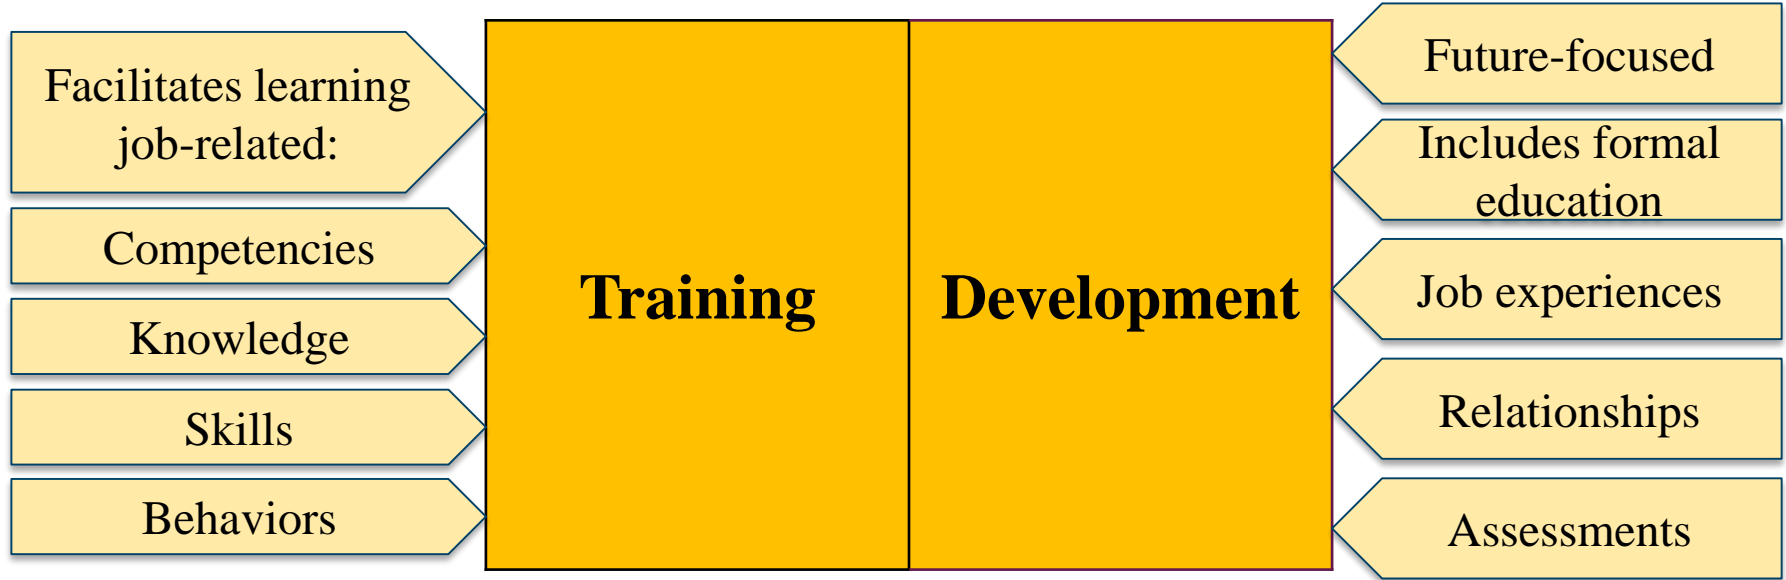 Facilitates learning
job-related:
Competencies
Knowledge
Skills
Behaviors
Training
Development
Future-focused
Includes formal
education
Job experiences
Relationships
Assessments